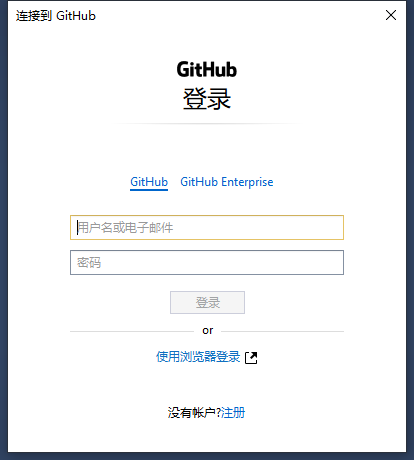 连接到 GitHub
GitHub
登录
GitHub GitHub Enterprise
用户名或电子邮件
密码
登录
or
使用浏览器登录
没有帐户?注册